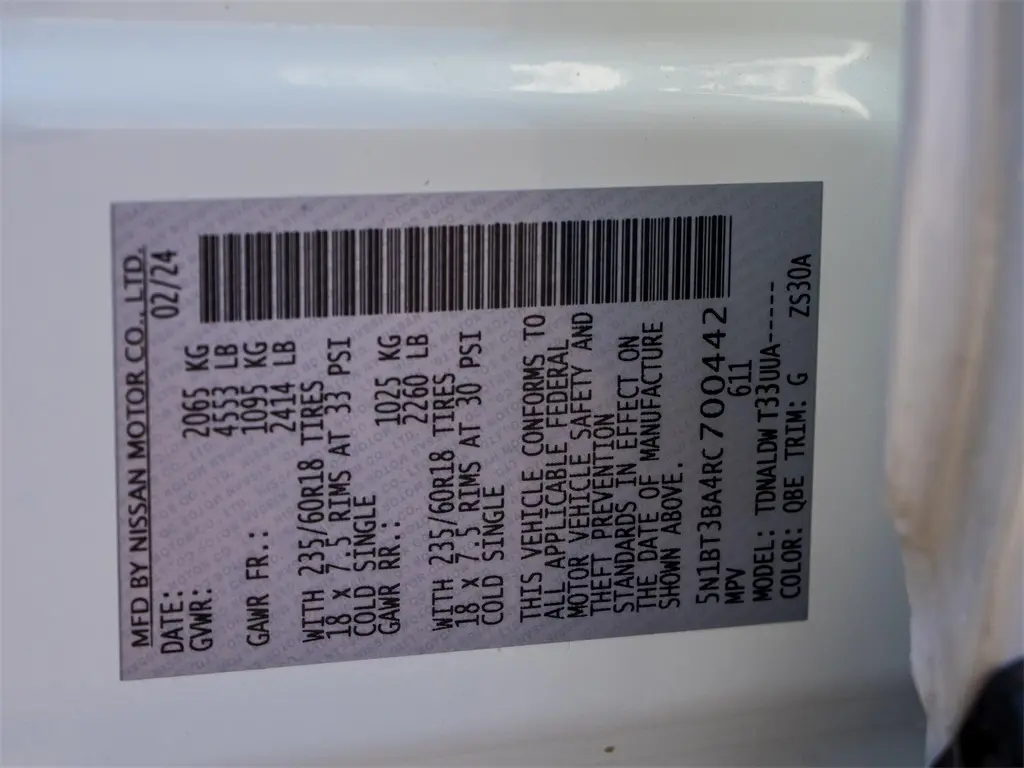 MFD BY NISSAN MOTOR CO., LTD.
DATE: 02/24
GVWR: 2065 KG
4553 LB
GAWR FR.: 1095 KG
2414 LB
WITH 235/60R18 TIRES
18 X 7.5 RIMS AT 33 PSI
COLD SINGLE
GAWR RR.: 1025 KG
2260 LB
WITH 235/60R18 TIRES
18 X 7.5 RIMS AT 30 PSI
COLD SINGLE
THIS VEHICLE CONFORMS TO
ALL APPLICABLE FEDERAL
MOTOR VEHICLE SAFETY AND
THEFT PREVENTION
STANDARDS IN EFFECT ON
THE DATE OF MANUFACTURE
SHOWN ABOVE.
5N1BT3BA4RC700442
MPV 611
MODEL: TDNALDW T33UUA-----
COLOR: QBE TRIM: G ZS30A